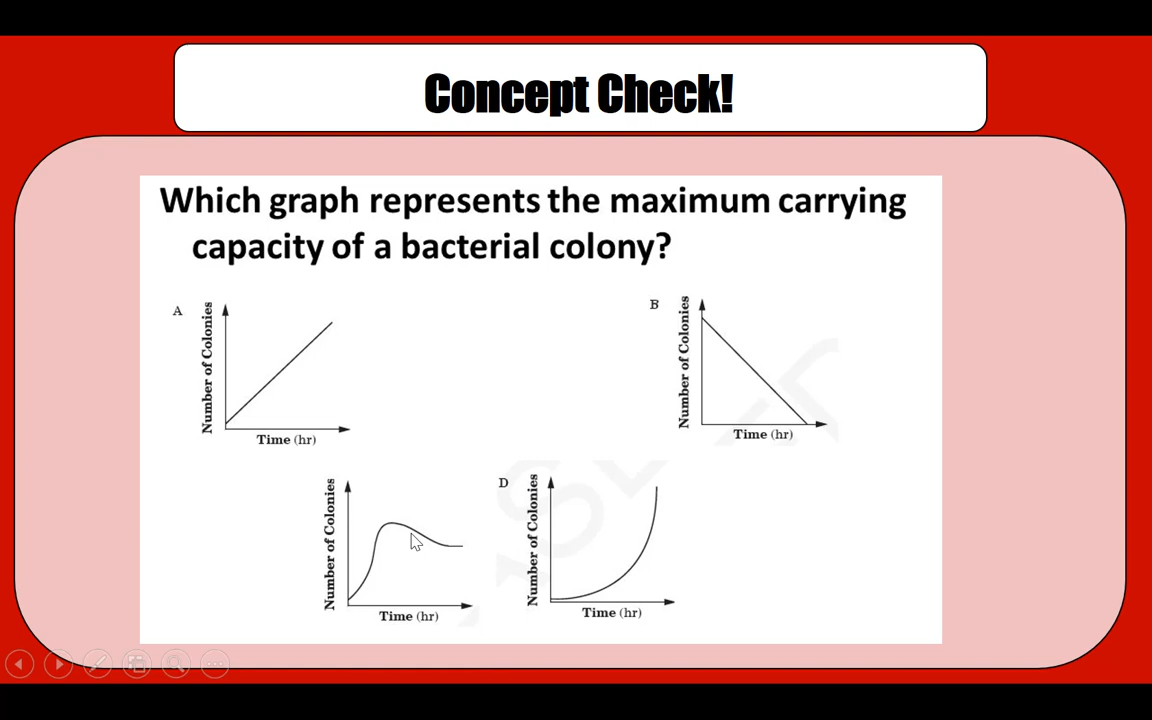 Concept Check!
Which graph represents the maximum carrying
capacity of a bacterial colony?
A
Number of Colonies
Time (hr)
B
Number of Colonies
Time (hr)
Number of Colonies
Time (hr)
D
Number of Colonies
Time (hr)